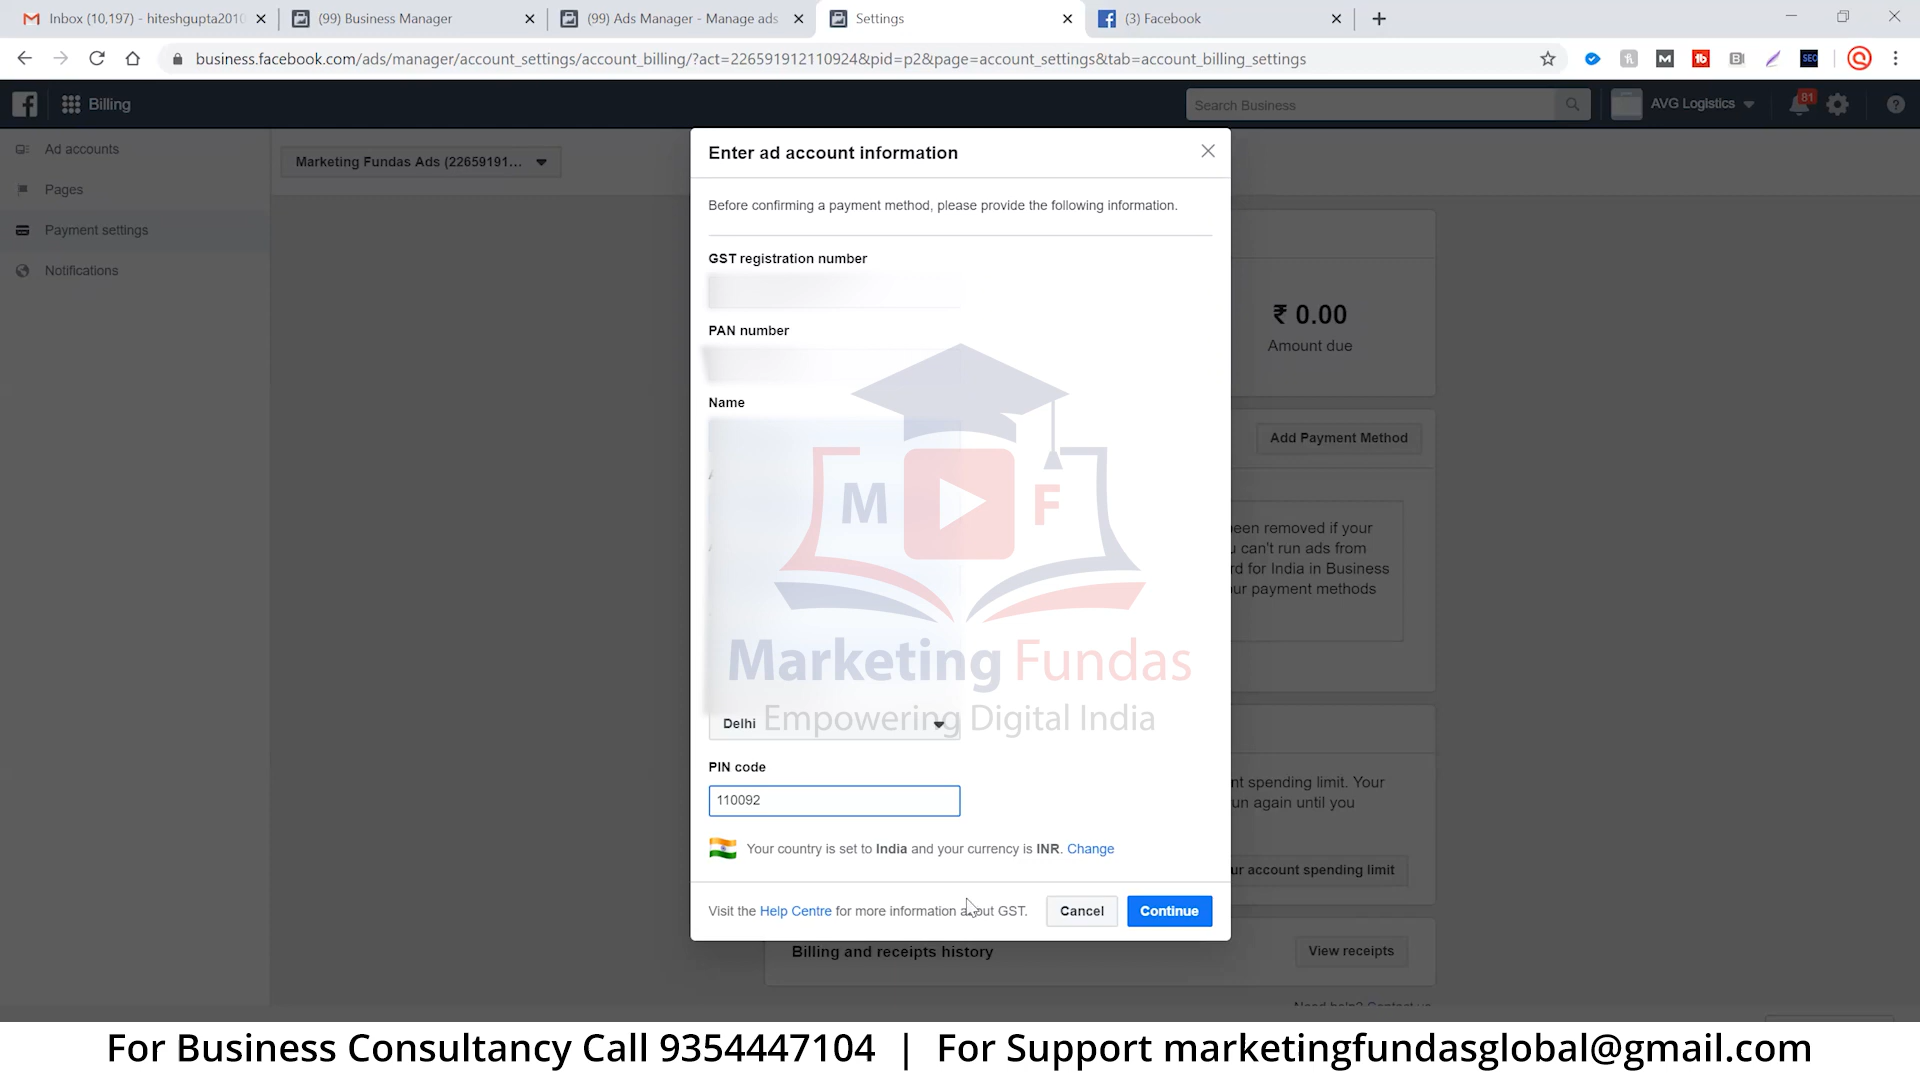 Inbox (10,197) - hiteshgupta2010
(99) Business Manager
(99) Ads Manager - Manage ads
Settings
(3) Facebook
business.facebook.com/ads/manager/account_settings/account_billing/?act=226591912110924&pid=p2&page=account_settings&tab=account_billing_settings
Billing
Search Business
AVG Logistics
81
Ad accounts
Pages
Payment settings
Notifications
Marketing Fundas Ads (22659191...
Enter ad account information
Before confirming a payment method, please provide the following information.
GST registration number
PAN number
Name
Delhi
PIN code
110092
Your country is set to India and your currency is INR. Change
Visit the Help Centre for more information about GST.
Cancel
Continue
₹ 0.00
Amount due
Add Payment Method
een removed if your
u can't run ads from
rd for India in Business
ur payment methods
nt spending limit. Your
un again until you
ur account spending limit
Billing and receipts history
View receipts
M F
Marketing Fundas
Empowering Digital India
For Business Consultancy Call 9354447104 | For Support marketingfundasglobal@gmail.com